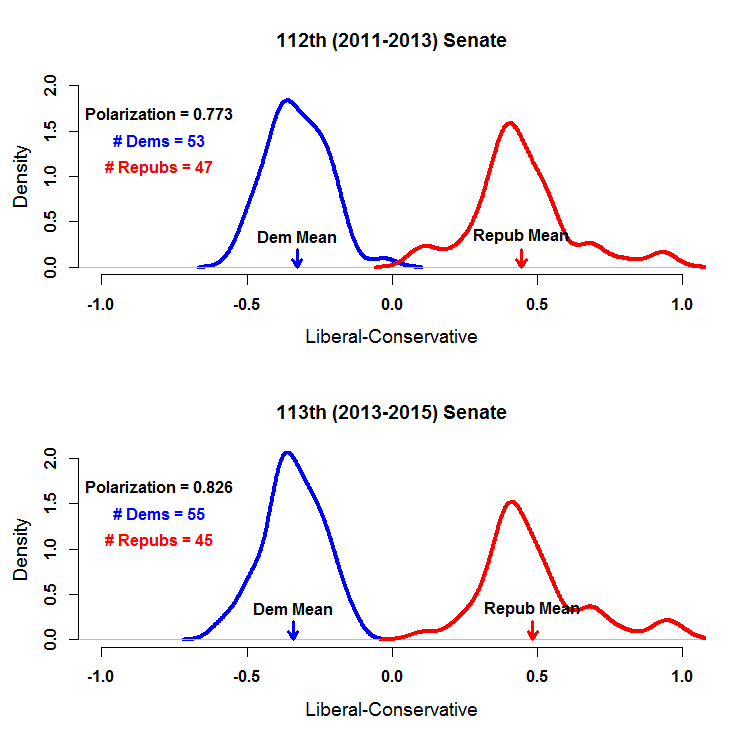 112th (2011-2013) Senate
Polarization = 0.773
# Dems = 53
# Repubs = 47
Density
2.0
1.5
1.0
0.5
0.0
Dem Mean
Repub Mean
-1.0 -0.5 0.0 0.5 1.0
Liberal-Conservative
113th (2013-2015) Senate
Polarization = 0.826
# Dems = 55
# Repubs = 45
Density
2.0
1.5
1.0
0.5
0.0
Dem Mean
Repub Mean
-1.0 -0.5 0.0 0.5 1.0
Liberal-Conservative